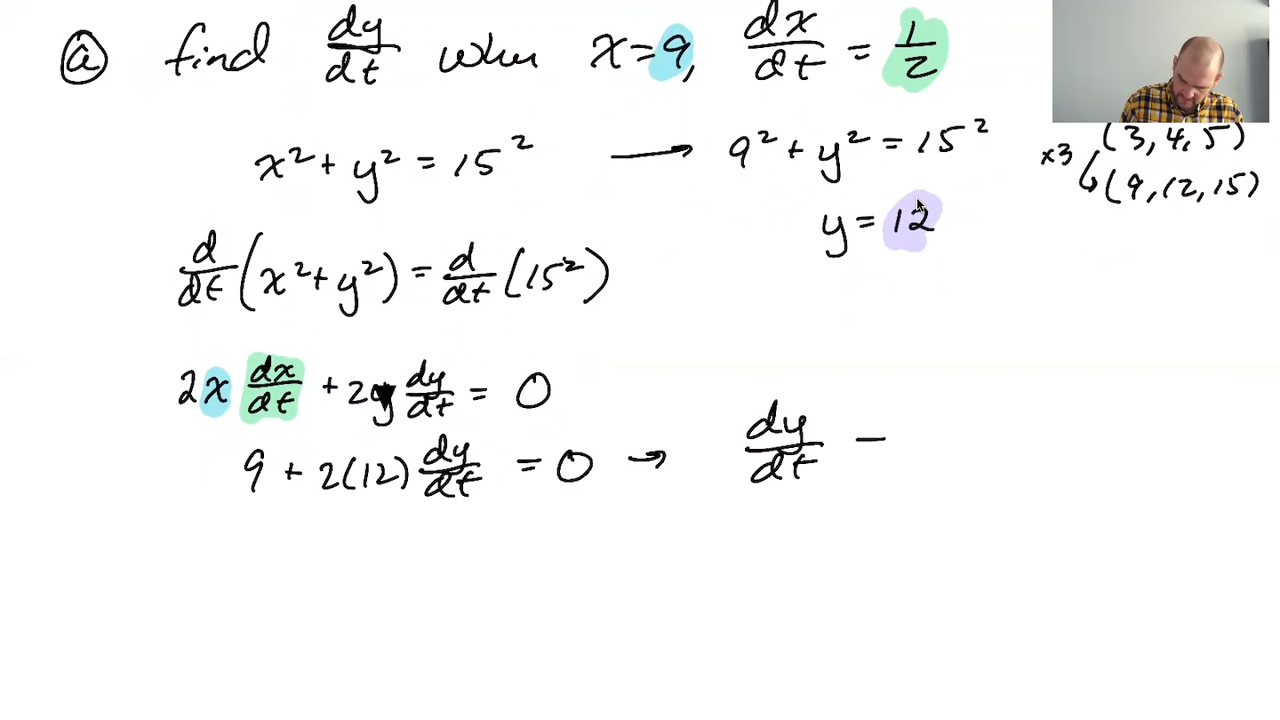 ⓐ find dy/dt when x=9, dx/dt = 1/2
x² + y² = 15² → 9² + y² = 15²
x3 (3, 4, 5)
(9, 12, 15)
y = 12
d/dt (x² + y²) = d/dt (15²)
2x dx/dt + 2y dy/dt = 0
9 + 2(12) dy/dt = 0 → dy/dt –